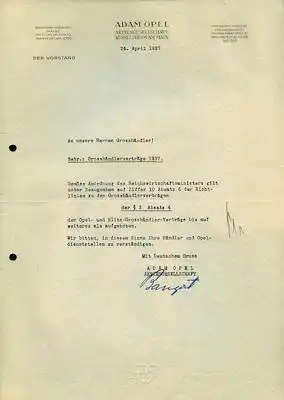 ADAM OPEL
AKTIENGESELLSCHAFT
RÜSSELSHEIM AM MAIN
DER VORSTAND
26. April 1937
An unsere Herren Grosshändler!
Betr.: Grosshändlerverträge 1937.
Gemäss Anordnung des Reichswirtschaftsministers gilt
unter Bezugnahme auf Ziffer 10 Absatz 6 der Richt-
linien zu den Grosshändlerverträgen
der § 3 Absatz 4
der Opel- und Blitz-Grosshändler-Verträge bis auf
weiteres als aufgehoben.
Wir bitten, in diesem Sinne Ihre Händler und Opel-
dienststellen zu verständigen.
Mit Deutschem Gruss
ADAM OPEL
AKTIENGESELLSCHAFT